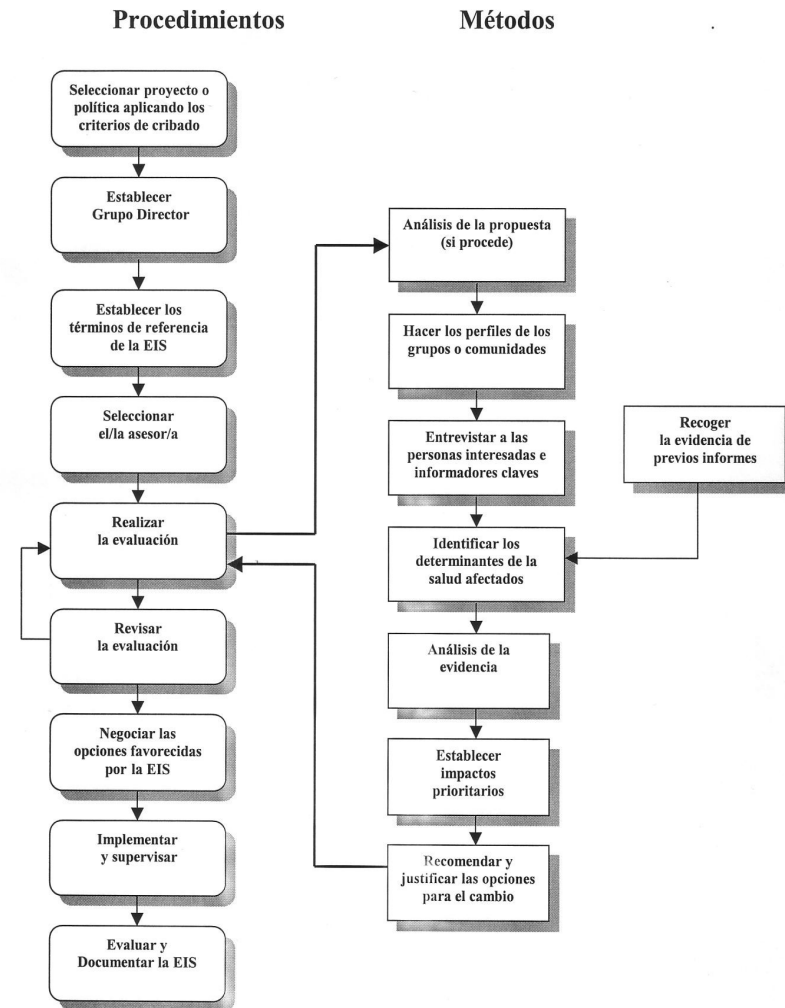 Procedimientos
Métodos
Seleccionar proyecto o
política aplicando los
criterios de cribado
Establecer
Grupo Director
Establecer los
términos de referencia
de la EIS
Seleccionar
el/la asesor/a
Realizar
la evaluación
Revisar
la evaluación
Negociar las
opciones favorecidas
por la EIS
Implementar
y supervisar
Evaluar y
Documentar la EIS
Análisis de la propuesta
(si procede)
Hacer los perfiles de los
grupos o comunidades
Entrevistar a las
personas interesadas e
informadores claves
Identificar los
determinantes de la
salud afectados
Análisis de la
evidencia
Establecer
impactos
prioritarios
Recomendar y
justificar las opciones
para el cambio
Recoger
la evidencia de
previos informes